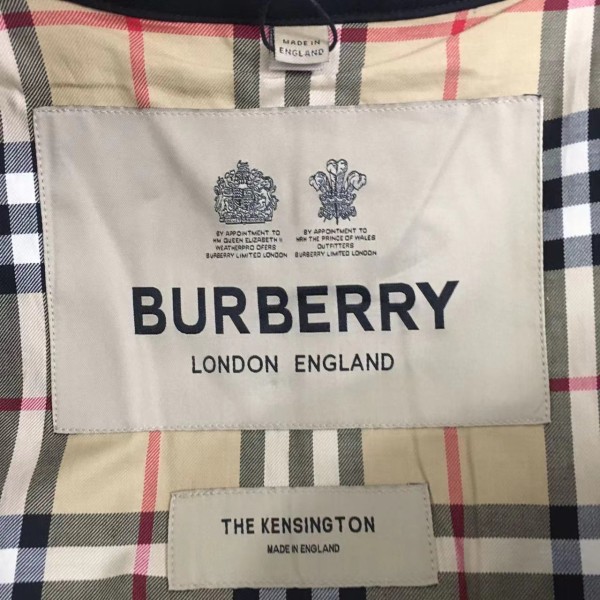 MADE IN
ENGLAND
BY APPOINTMENT TO
HM QUEEN ELIZABETH II
WEATHERPROOFERS
BURBERRY LIMITED LONDON
BY APPOINTMENT TO
HRH THE PRINCE OF WALES
OUTFITTERS
BURBERRY LIMITED LONDON
BURBERRY
LONDON ENGLAND
THE KENSINGTON
MADE IN ENGLAND